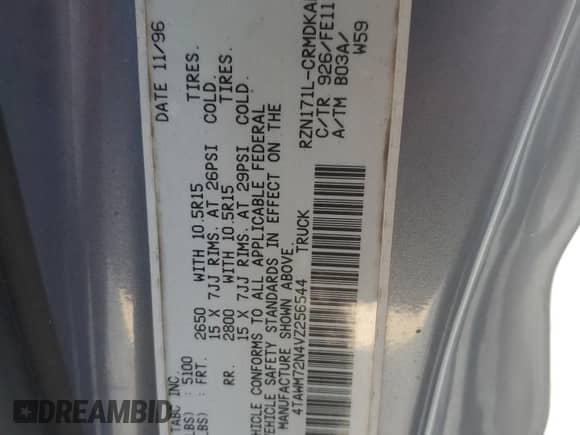 DATE 11/96
TABC INC.
LBS): 5100
(LBS): FRT. 2650 WITH 10.5R15 TIRES.
15 X 7JJ RIMS. AT 26PSI COLD.
RR. 2800 WITH 10.5R15 TIRES.
15 X 7JJ RIMS. AT 29PSI COLD.
EHICLE CONFORMS TO ALL APPLICABLE FEDERAL
EHICLE SAFETY STANDARDS IN EFFECT ON THE
MANUFACTURE SHOWN ABOVE.
4TAWM72N4VZ256544 TRUCK
RZN171L-CRMDKA
C/TR 926/FE11
A/TM B03A/
W59
DREAMBID